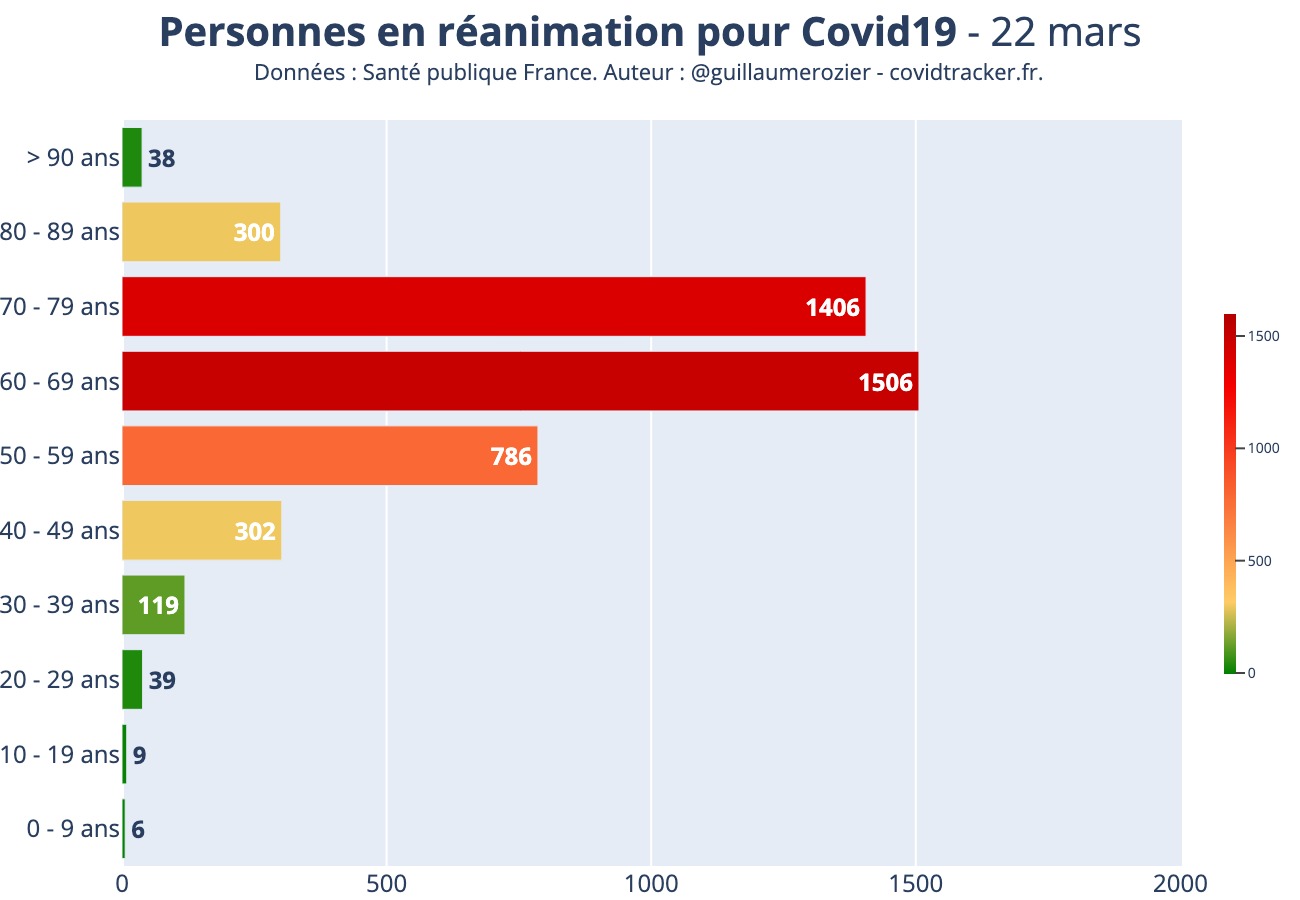 Personnes en réanimation pour Covid19 - 22 mars
Données : Santé publique France. Auteur : @guillaumerozier - covidtracker.fr.
> 90 ans 38
80 - 89 ans 300
70 - 79 ans 1406
60 - 69 ans 1506
50 - 59 ans 786
40 - 49 ans 302
30 - 39 ans 119
20 - 29 ans 39
10 - 19 ans 9
0 - 9 ans 6
0 500 1000 1500 2000
1500
1000
500
0